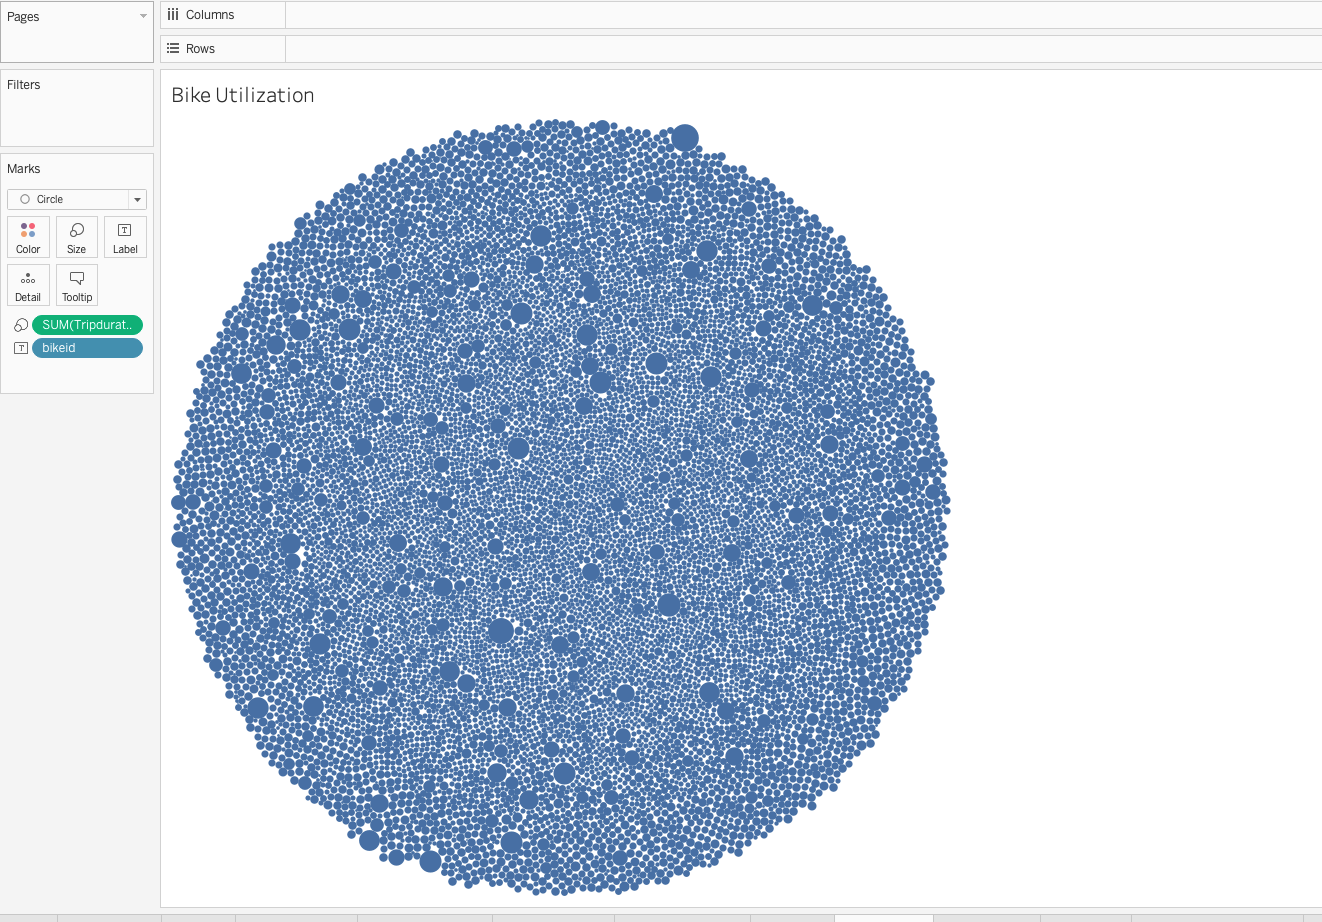 Pages
Columns
Rows
Filters
Bike Utilization
Marks
Circle
Color
Size
T
Label
Detail
Tooltip
SUM(Tripdurat..
T
bikeid